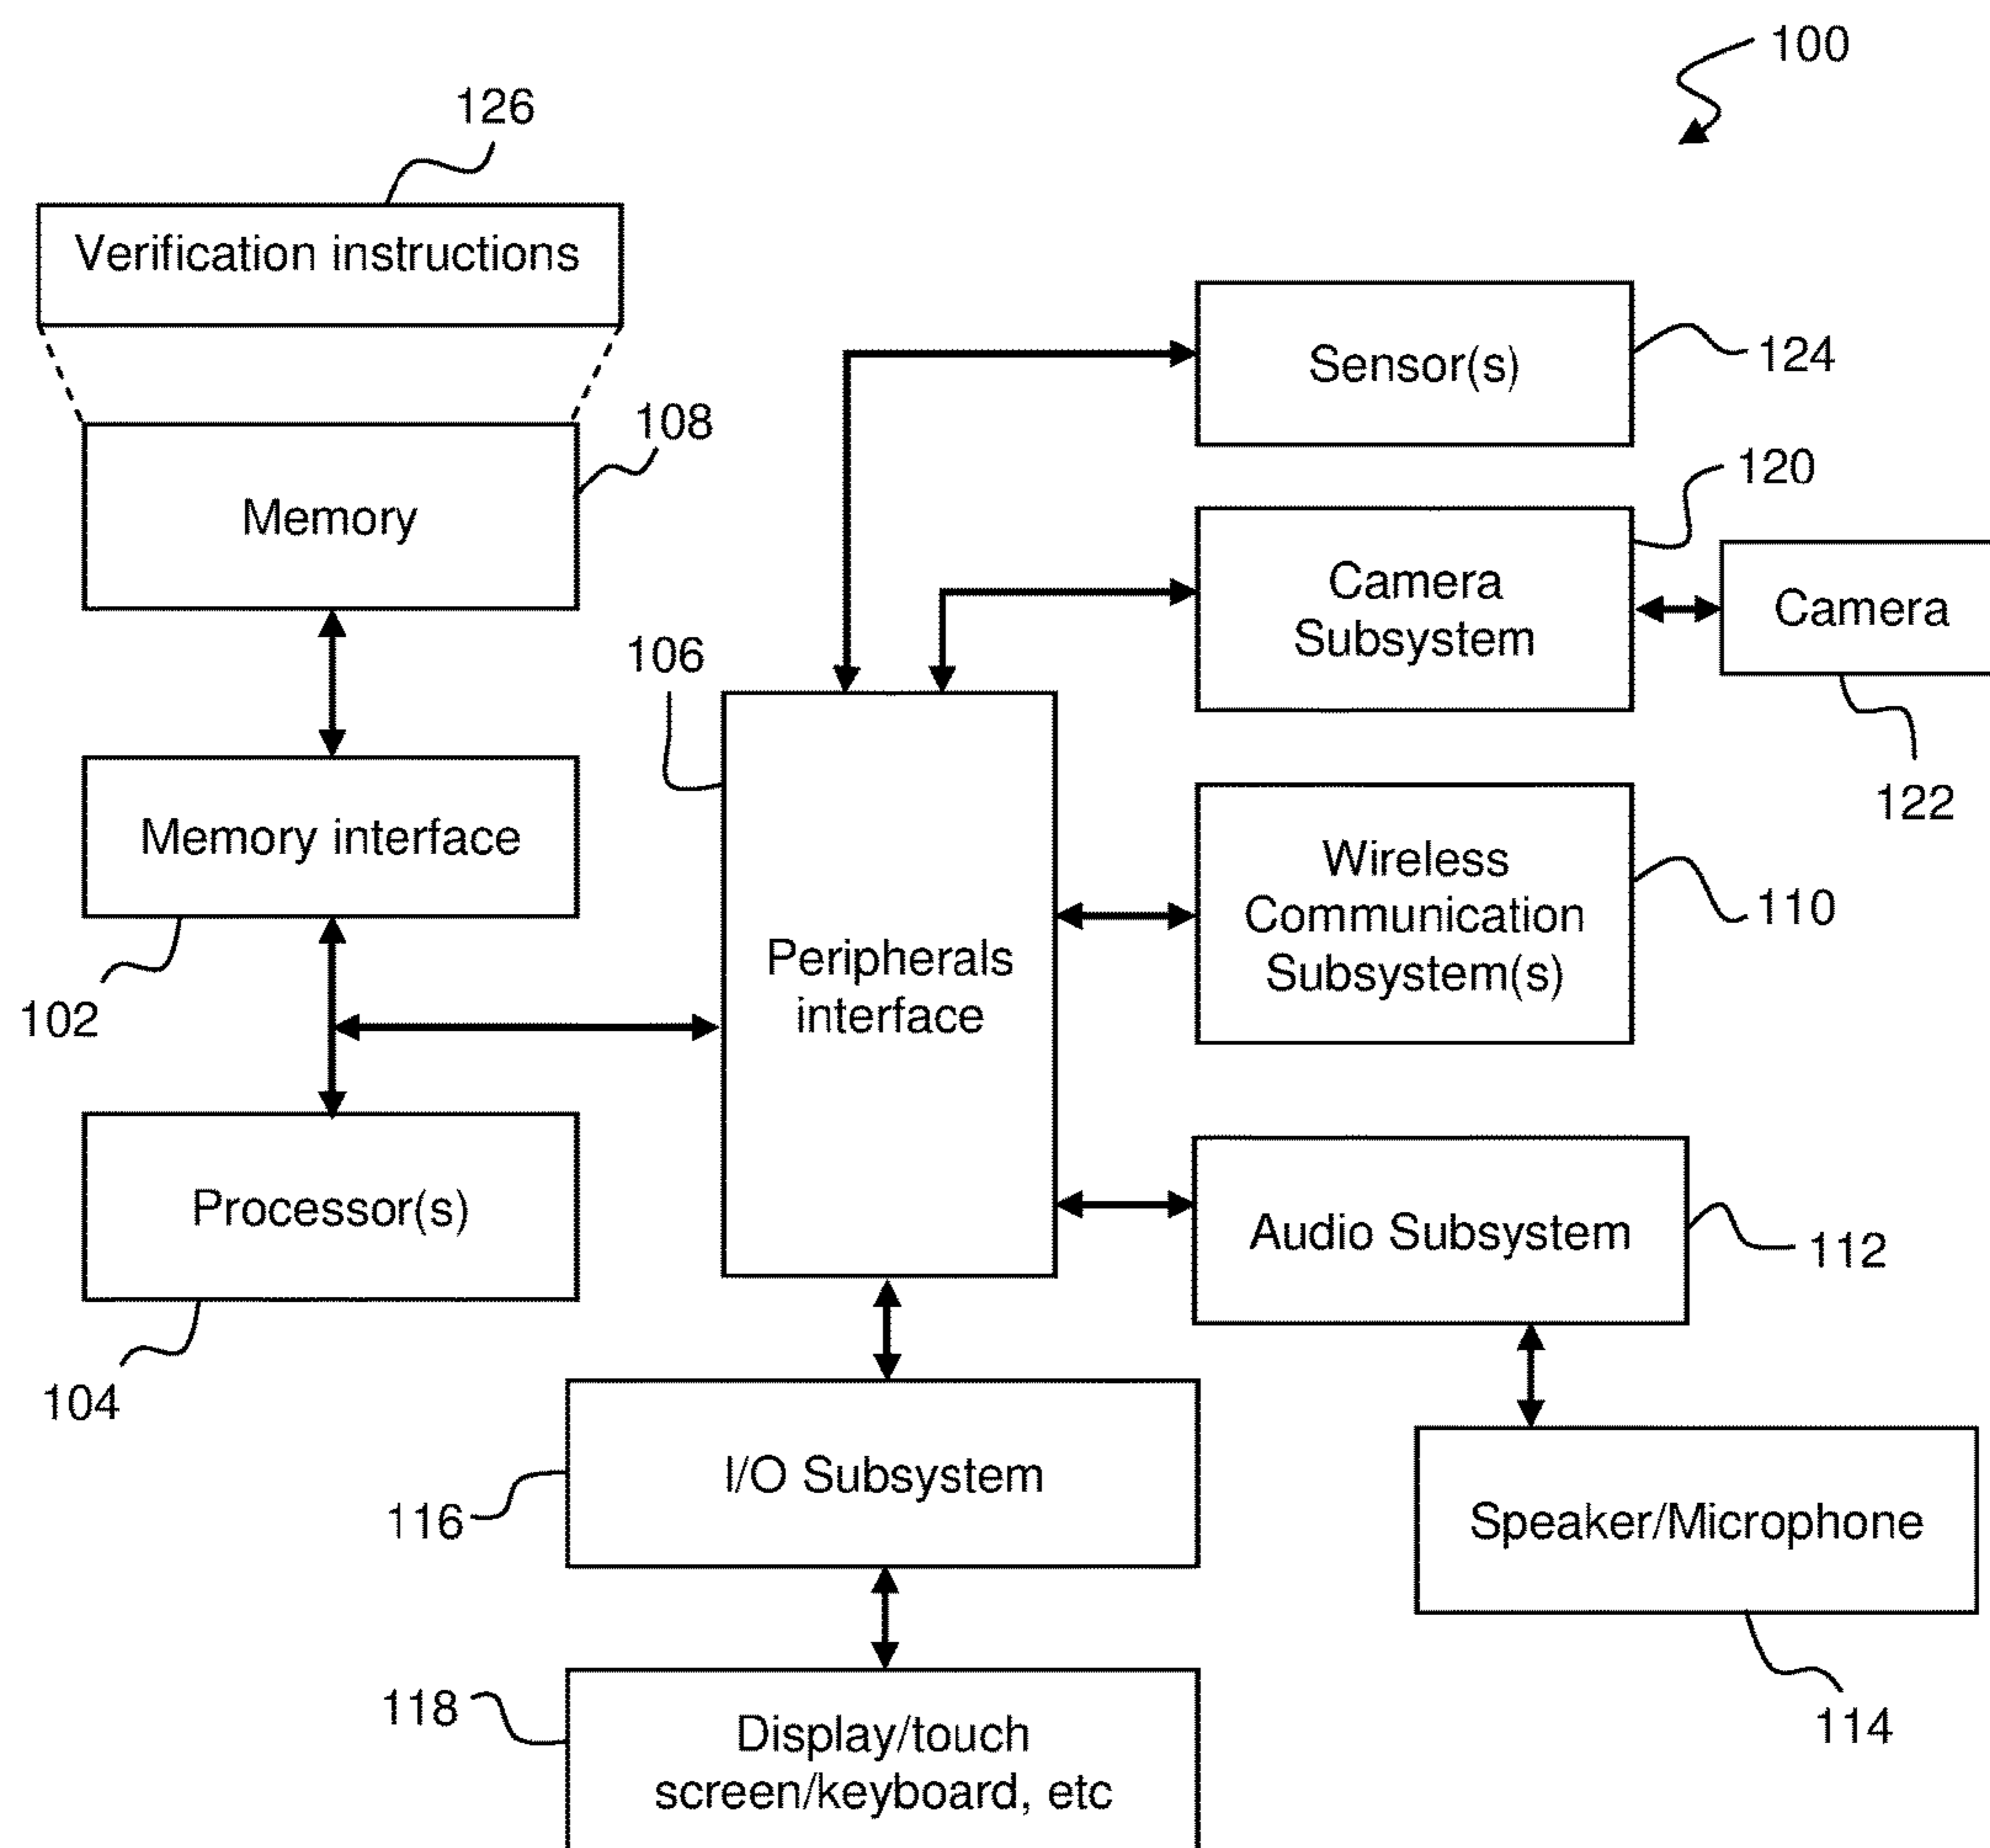 100
126
Verification instructions
Sensor(s)
124
108
120
Memory
Camera
Subsystem
Camera
106
122
Memory interface
Wireless
Communication
Subsystem(s)
110
Peripherals
interface
102
Processor(s)
Audio Subsystem
112
104
I/O Subsystem
116
Speaker/Microphone
118
Display/touch
screen/keyboard, etc
114